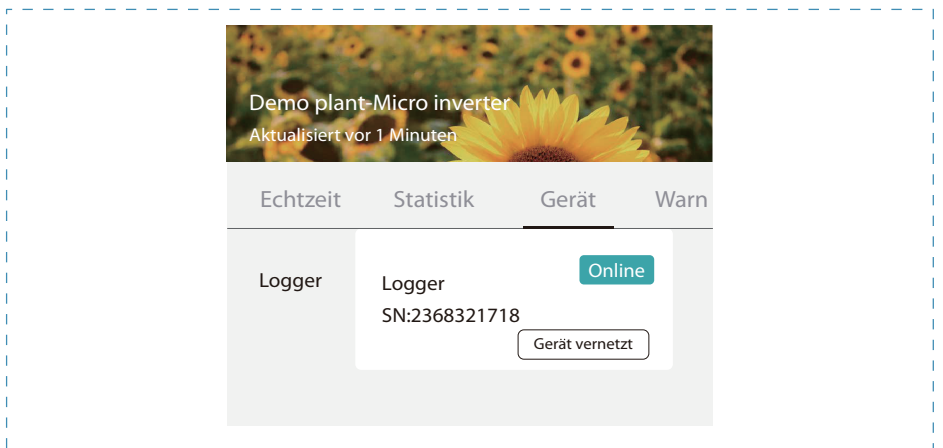 Demo plant-Micro inverter
Aktualisiert vor 1 Minuten
Echtzeit Statistik Gerät Warn
Logger
Logger
Online
SN:2368321718
Gerät vernetzt